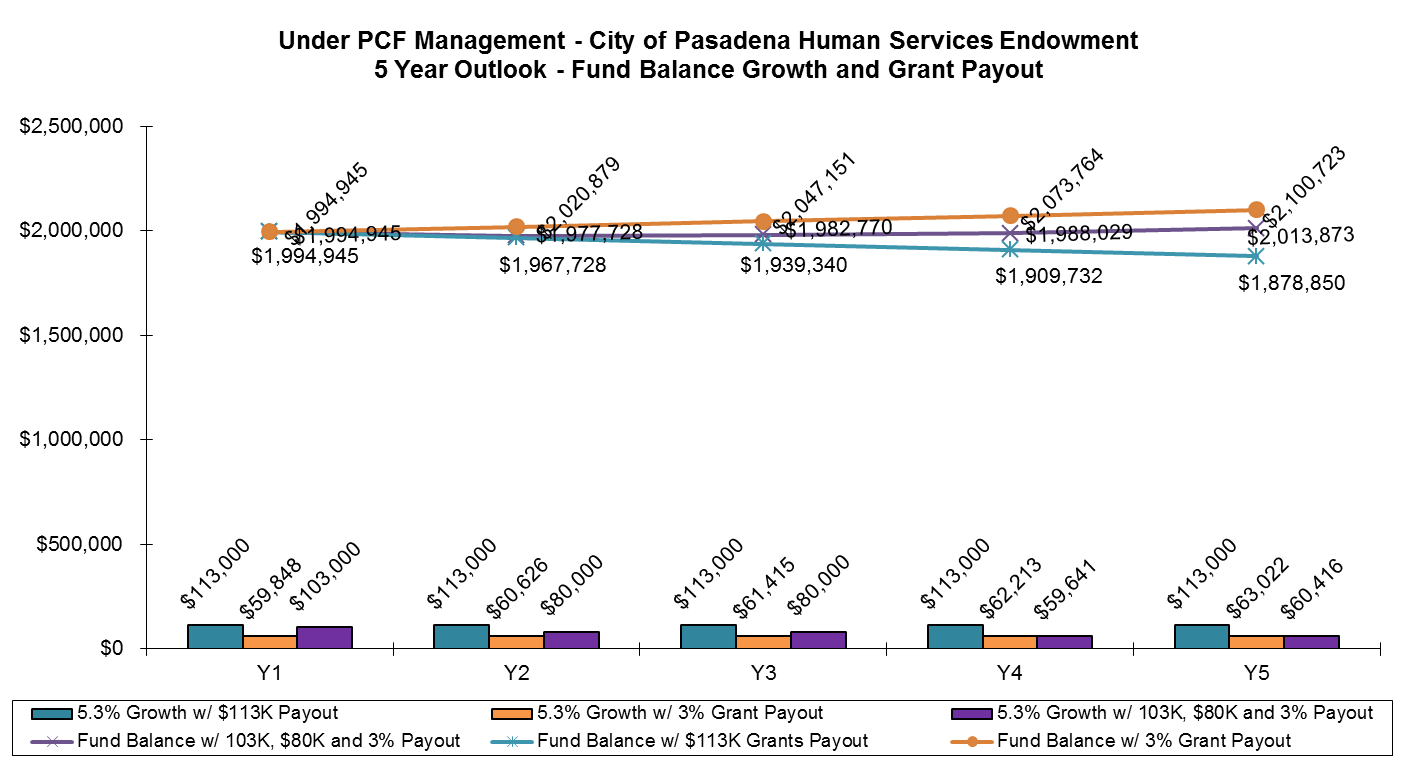 Under PCF Management - City of Pasadena Human Services Endowment
5 Year Outlook - Fund Balance Growth and Grant Payout
$2,500,000
$2,000,000
$1,500,000
$1,000,000
$500,000
$0
$1,994,945
$2,020,879
$2,047,151
$2,073,764
$2,100,723
$1,994,945
$1,977,728
$1,982,770
$1,988,029
$2,013,873
$1,994,945
$1,967,728
$1,939,340
$1,909,732
$1,878,850
$113,000
$59,848
$103,000
$113,000
$60,626
$80,000
$113,000
$61,415
$80,000
$113,000
$62,213
$59,641
$113,000
$63,022
$60,416
Y1
Y2
Y3
Y4
Y5
5.3% Growth w/ $113K Payout
5.3% Growth w/ 3% Grant Payout
5.3% Growth w/ 103K, $80K and 3% Payout
Fund Balance w/ 103K, $80K and 3% Payout
Fund Balance w/ $113K Grants Payout
Fund Balance w/ 3% Grant Payout